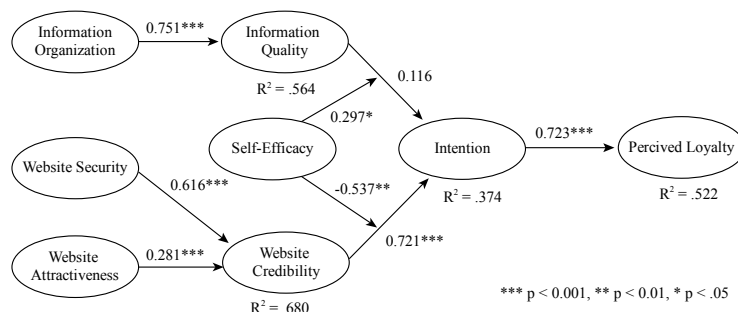 Information
Organization
0.751***
Information
Quality
R² = .564
0.116
0.297*
Website Security
Self-Efficacy
Intention
0.723***
Percived Loyalty
R² = .374
R² = .522
0.616***
-0.537**
0.721***
Website
Attractiveness
0.281***
Website
Credibility
R² = .680
*** p < 0.001, ** p < 0.01, * p < .05